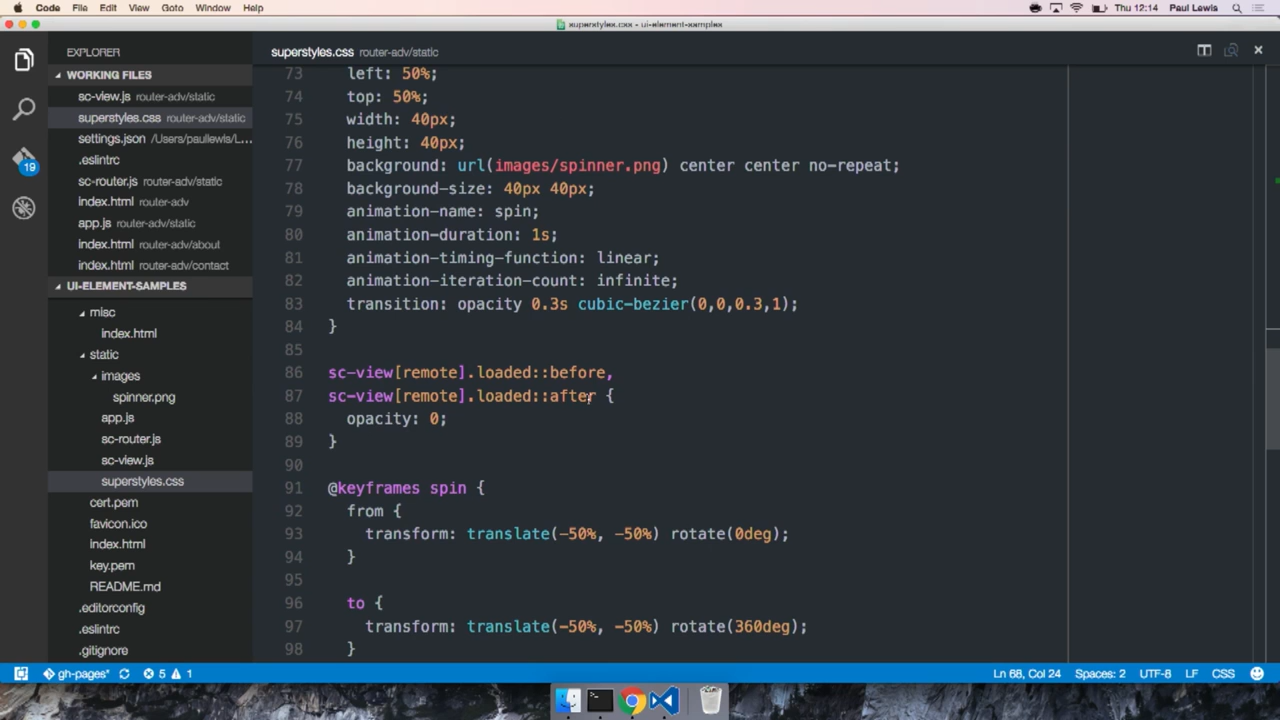 Code File Edit View Goto Window Help Thu 12:14 Paul Lewis
superstyles.css - ui-element-samples
EXPLORER
WORKING FILES
sc-view.js router-adv/static
superstyles.css router-adv/static
settings.json /Users/paullewis/L...
.eslintrc
sc-router.js router-adv/static
index.html router-adv
app.js router-adv/static
index.html router-adv/about
index.html router-adv/contact
UI-ELEMENT-SAMPLES
misc
index.html
static
images
spinner.png
app.js
sc-router.js
sc-view.js
superstyles.css
cert.pem
favicon.ico
index.html
key.pem
README.md
.editorconfig
.eslintrc
.gitignore
19
superstyles.css router-adv/static
73 left: 50%;
74 top: 50%;
75 width: 40px;
76 height: 40px;
77 background: url(images/spinner.png) center center no-repeat;
78 background-size: 40px 40px;
79 animation-name: spin;
80 animation-duration: 1s;
81 animation-timing-function: linear;
82 animation-iteration-count: infinite;
83 transition: opacity 0.3s cubic-bezier(0,0,0.3,1);
84 }
85
86 sc-view[remote].loaded::before,
87 sc-view[remote].loaded::after {
88 opacity: 0;
89 }
90
91 @keyframes spin {
92 from {
93 transform: translate(-50%, -50%) rotate(0deg);
94 }
95
96 to {
97 transform: translate(-50%, -50%) rotate(360deg);
98 }
gh-pages* 5 1 Ln 68, Col 24 Spaces: 2 UTF-8 LF CSS